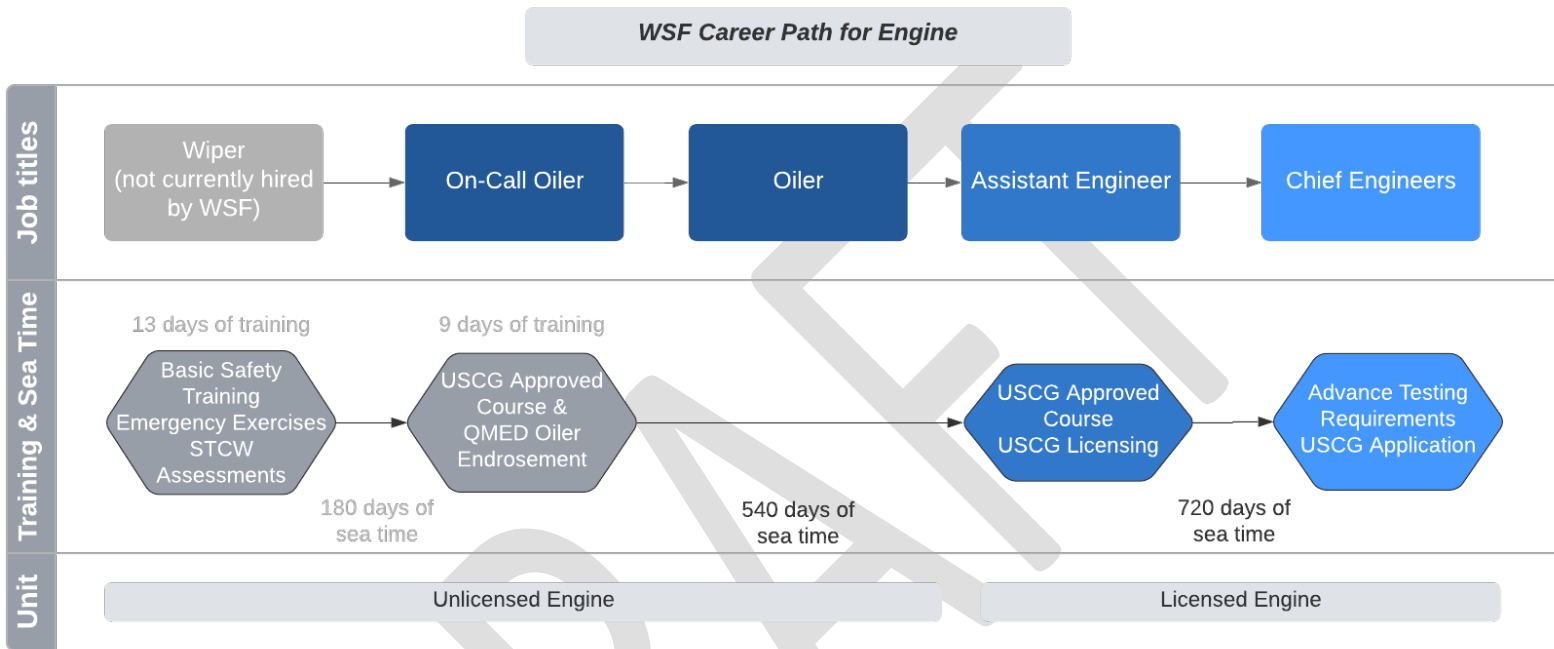 WSF Career Path for Engine
Job titles
Wiper
(not currently hired
by WSF)
On-Call Oiler
Oiler
Assistant Engineer
Chief Engineers
Training & Sea Time
13 days of training
9 days of training
Basic Safety
Training
Emergency Exercises
STCW
Assessments
USCG Approved
Course &
QMED Oiler
Endrosement
USCG Approved
Course
USCG Licensing
Advance Testing
Requirements
USCG Application
180 days of
sea time
540 days of
sea time
720 days of
sea time
Unit
Unlicensed Engine
Licensed Engine
DRAFT